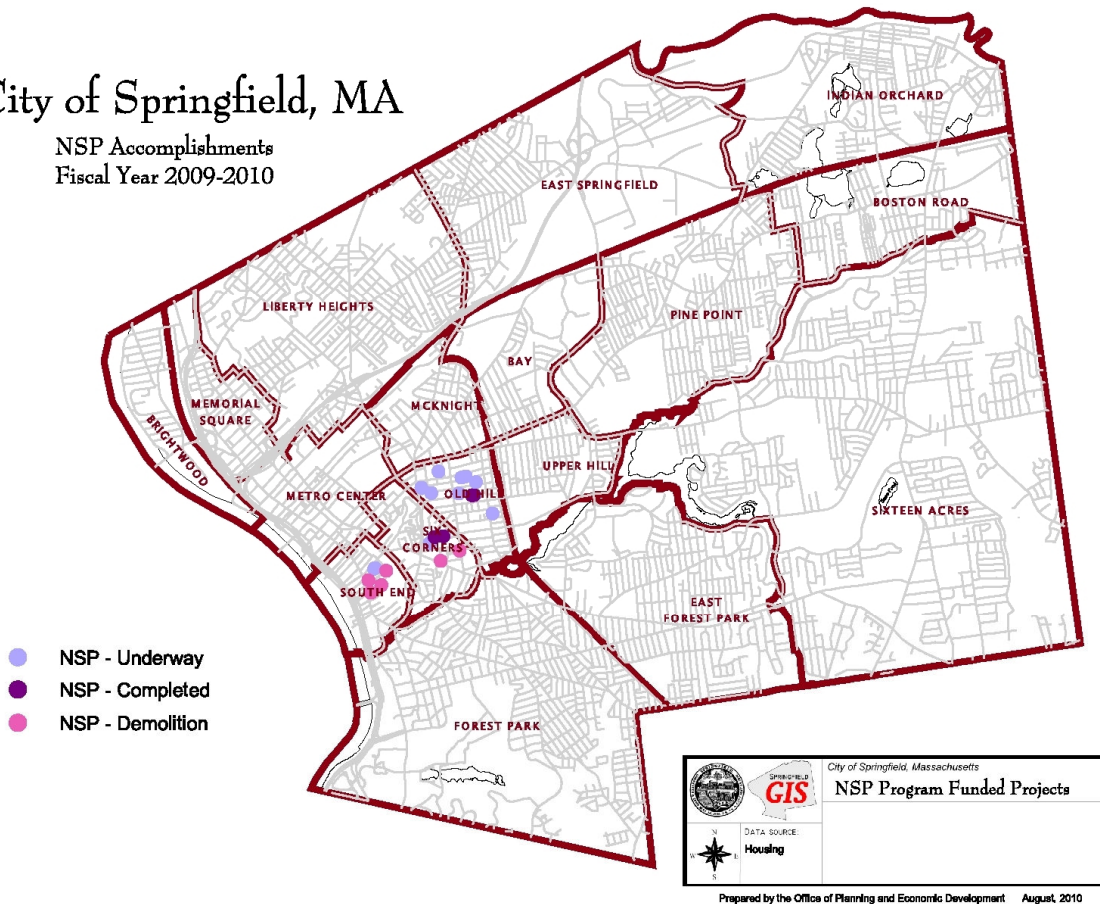 City of Springfield, MA
NSP Accomplishments
Fiscal Year 2009-2010
INDIAN ORCHARD
EAST SPRINGFIELD
BOSTON ROAD
LIBERTY HEIGHTS
PINE POINT
BAY
MEMORIAL
SQUARE
MCKNIGHT
BRIGHTWOOD
UPPER HILL
METRO CENTER
OLD HILL
SIXTEEN ACRES
SIX
CORNERS
SOUTH END
EAST
FOREST PARK
FOREST PARK
NSP - Underway
NSP - Completed
NSP - Demolition
SPRINGFIELD
GIS
City of Springfield, Massachusetts
NSP Program Funded Projects
N
W E
S
DATA SOURCE:
Housing
Prepared by the Office of Planning and Economic Development August, 2010